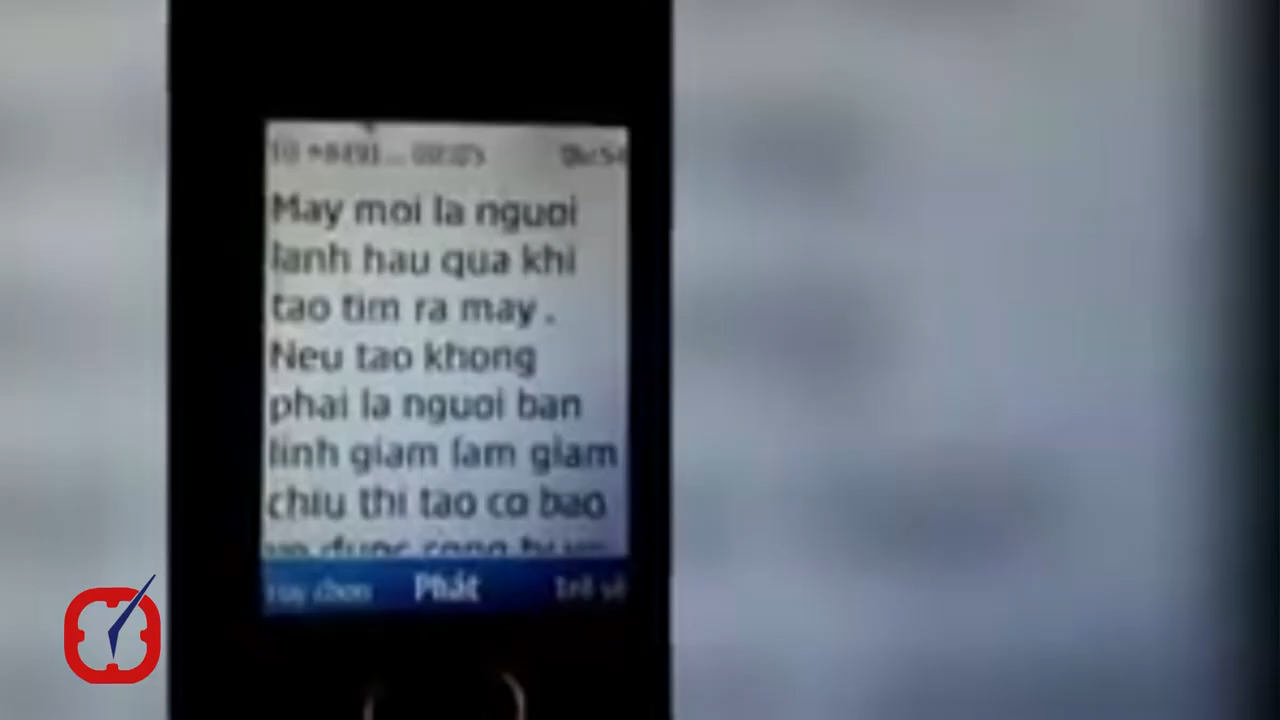 May moi la nguoi
lanh hau qua khi
tao tim ra may .
Neu tao khong
phai la nguoi ban
linh giam lam giam
chiu thi tao co bao
Phát